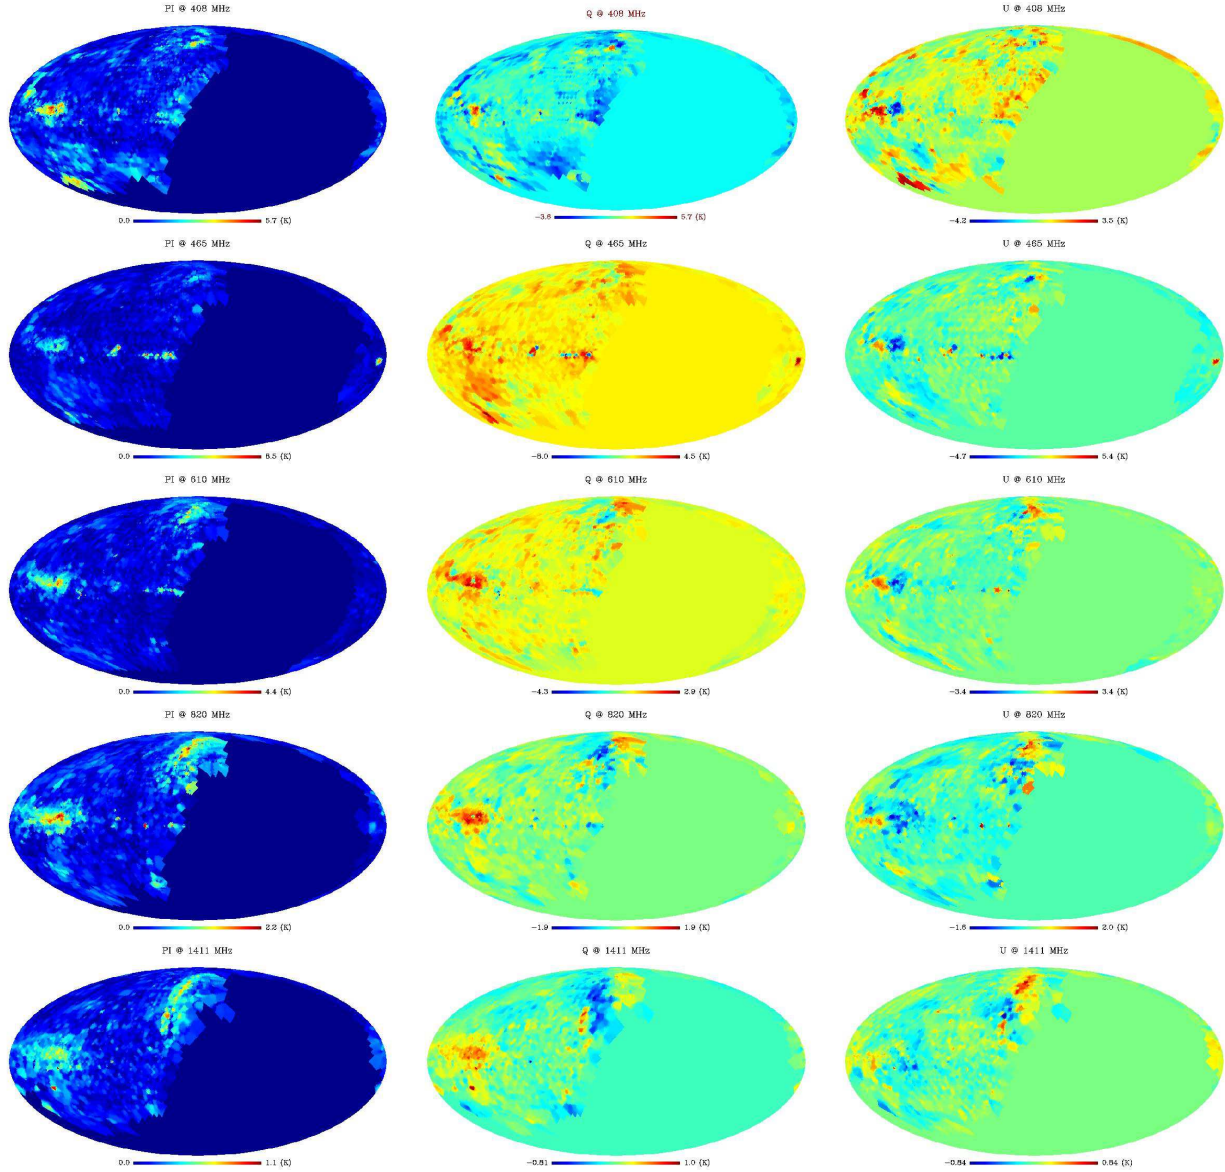 PI @ 408 MHz
Q @ 408 MHz
U @ 408 MHz
0.0 5.7 (K)
-3.8 5.7 (K)
-4.2 3.5 (K)
PI @ 465 MHz
Q @ 465 MHz
U @ 465 MHz
0.0 8.5 (K)
-8.0 4.5 (K)
-4.7 5.4 (K)
PI @ 610 MHz
Q @ 610 MHz
U @ 610 MHz
0.0 4.4 (K)
-4.3 2.9 (K)
-3.4 3.4 (K)
PI @ 820 MHz
Q @ 820 MHz
U @ 820 MHz
0.0 2.2 (K)
-1.9 1.9 (K)
-1.6 2.0 (K)
PI @ 1411 MHz
Q @ 1411 MHz
U @ 1411 MHz
0.0 1.1 (K)
-0.81 1.0 (K)
-0.84 0.84 (K)